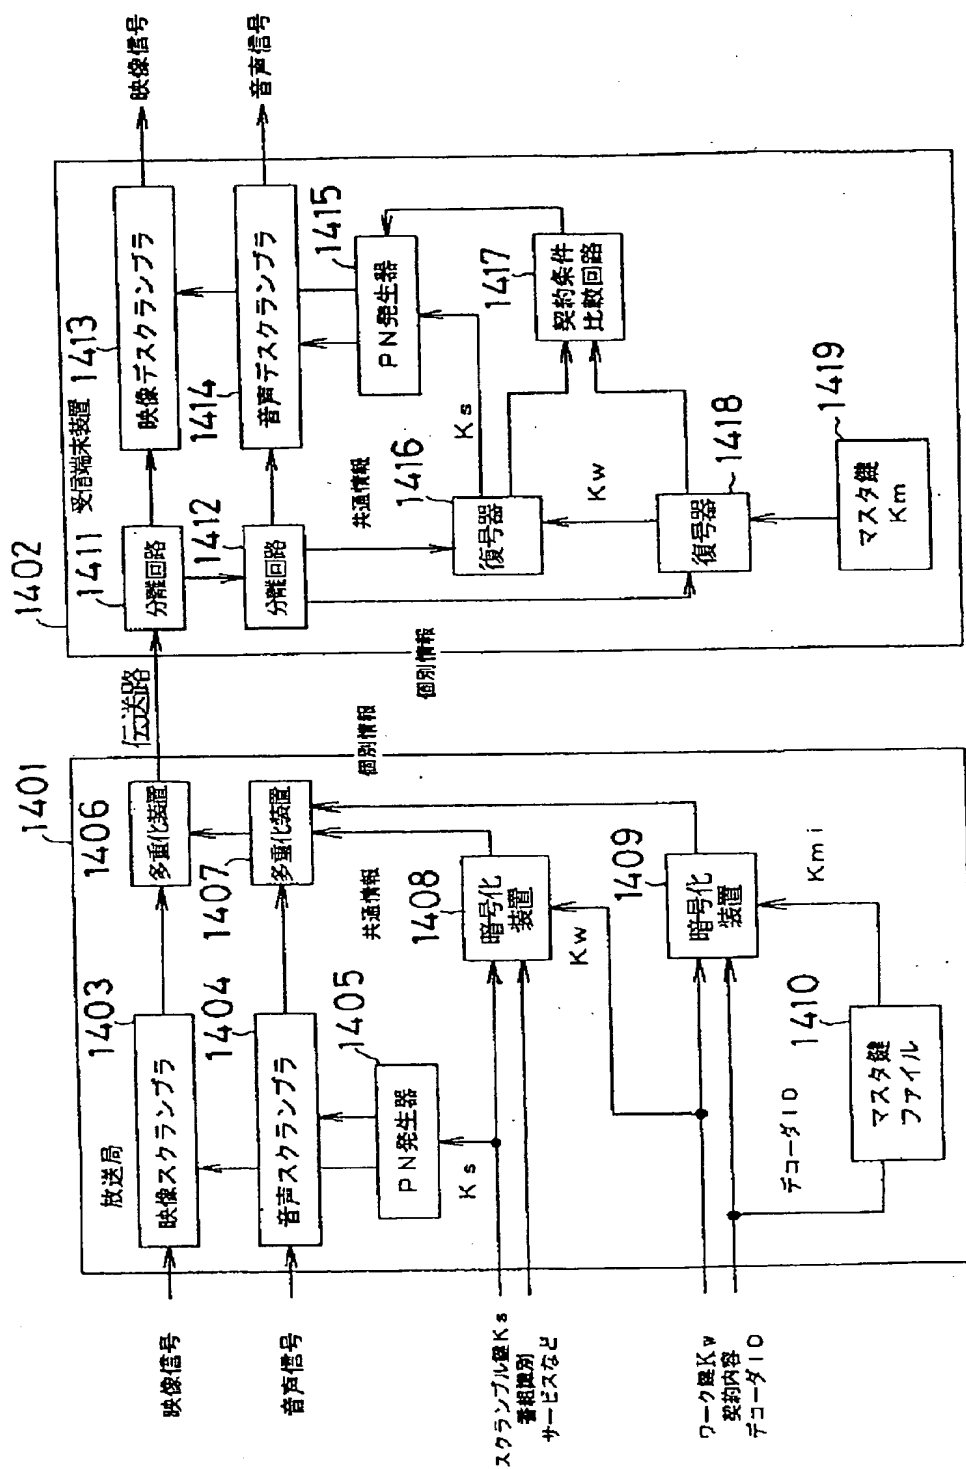 1401
放送局
映像信号
1403
映像スクランブラ
1406
多重化装置
伝送路
音声信号
1404
音声スクランブラ
1407
多重化装置
個別情報
1405
PN発生器
Ks
共通情報
スクランブル鍵Ks
番組識別
サービスなど
1408
暗号化
装置
Kw
ワーク鍵Kw
契約内容
デコーダID
1409
暗号化
装置
デコーダID
Kmi
1410
マスタ鍵
ファイル
1402
受信端末装置
1411
分離回路
1413
映像デスクランブラ
映像信号
1412
分離回路
1414
音声デスクランブラ
音声信号
個別情報
共通情報
1415
PN発生器
Ks
1416
復号器
1417
契約条件
比較回路
Kw
1418
復号器
1419
マスタ鍵
Km